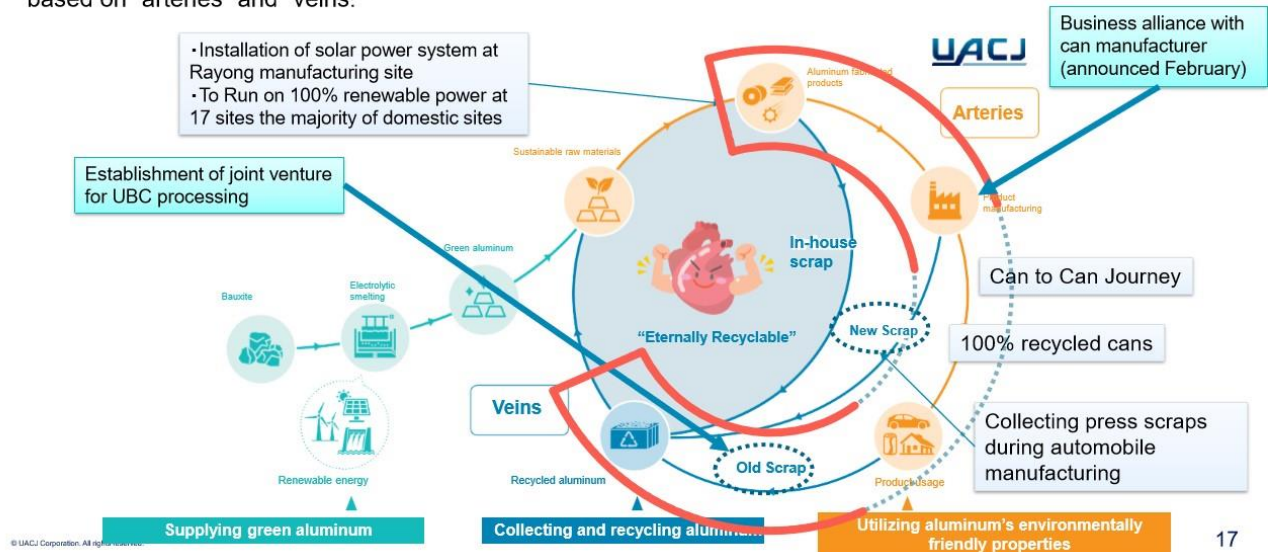 based on "arteries" and "veins."
・Installation of solar power system at
Rayong manufacturing site
・To Run on 100% renewable power at
17 sites the majority of domestic sites
Aluminum fabricated
products
UACJ
Business alliance with
can manufacturer
(announced February)
Arteries
Establishment of joint venture
for UBC processing
Sustainable raw materials
Product
manufacturing
Green aluminum
In-house
scrap
Can to Can Journey
Bauxite
Electrolytic
smelting
"Eternally Recyclable"
New Scrap
100% recycled cans
Veins
Collecting press scraps
during automobile
manufacturing
Old Scrap
Renewable energy
Recycled aluminum
Product usage
Supplying green aluminum
Collecting and recycling aluminum
Utilizing aluminum's environmentally
friendly properties
© UACJ Corporation. All rights reserved.
17